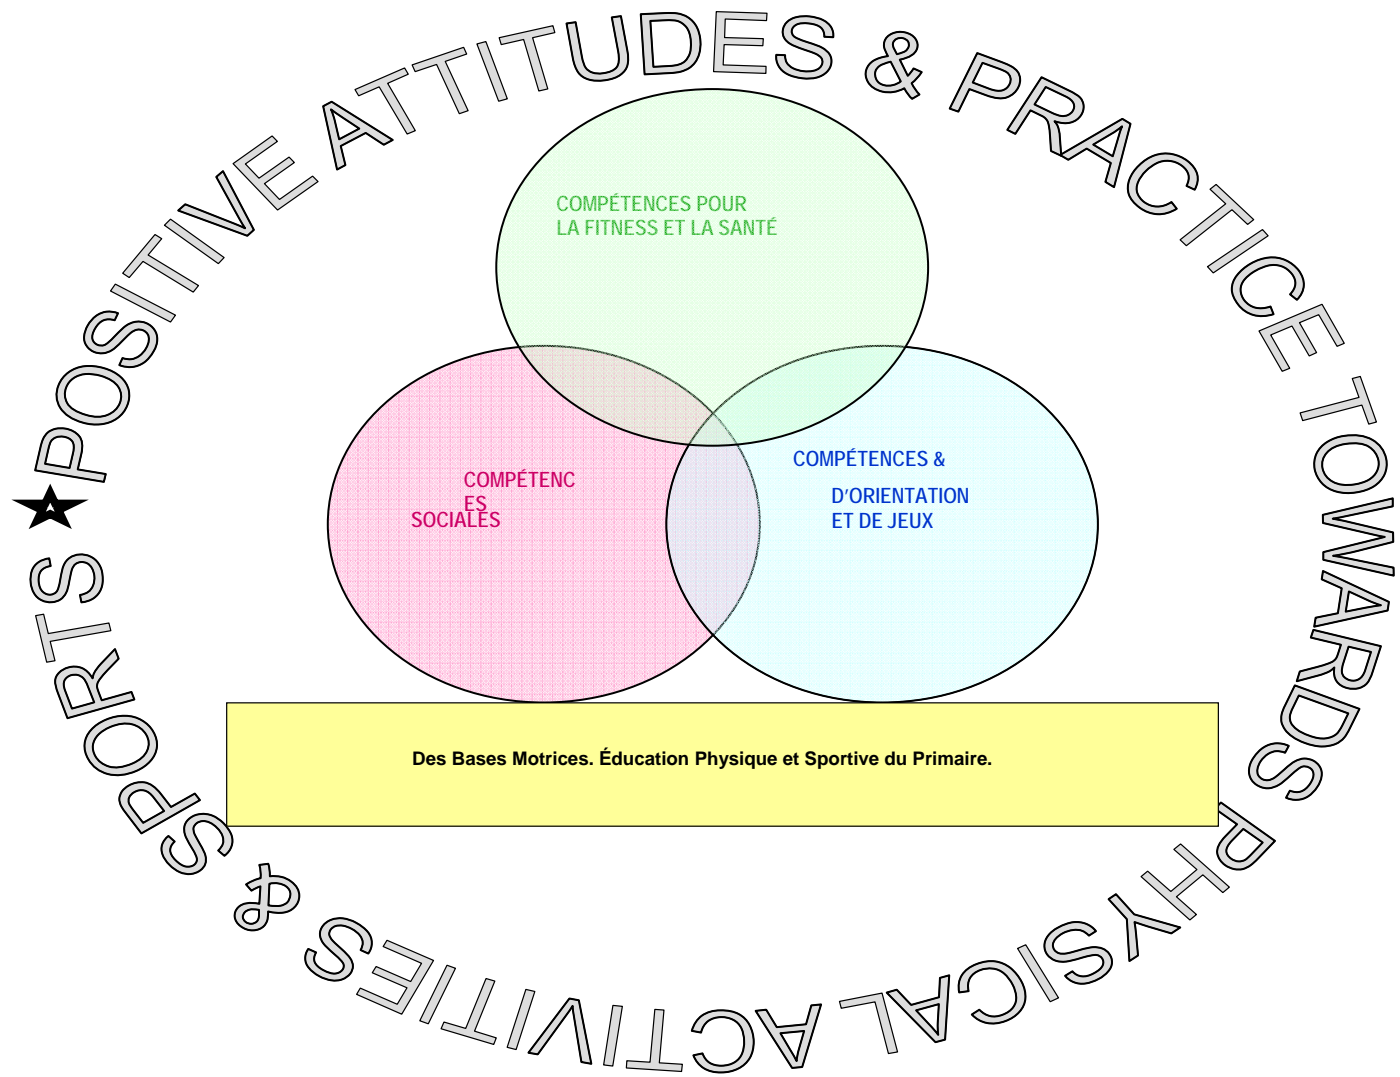 POSITIVE ATTITUDES & PRACTICE TOWARDS PHYSICAL ACTIVITIES & SPORTS
COMPÉTENCES POUR
LA FITNESS ET LA SANTÉ
COMPÉTENC
ES
SOCIALES
COMPÉTENCES &
D'ORIENTATION
ET DE JEUX
Des Bases Motrices. Éducation Physique et Sportive du Primaire.